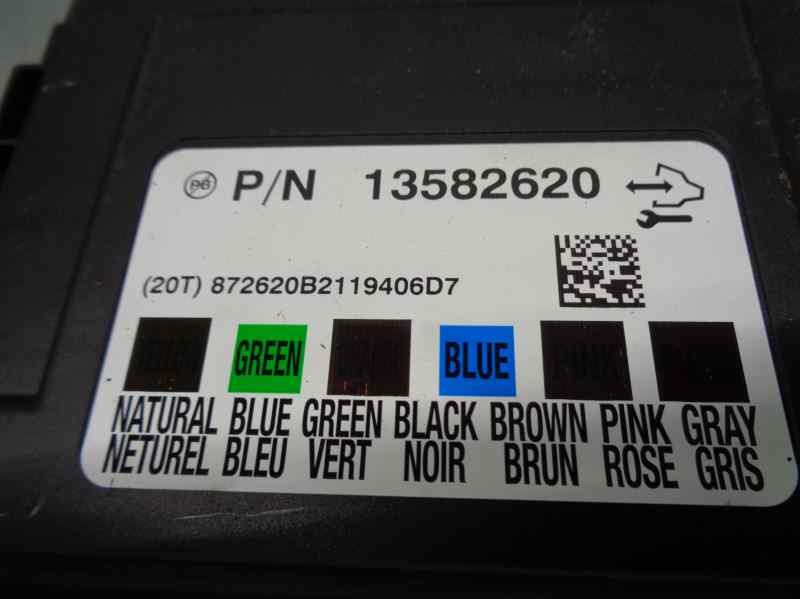 P/N 13582620
(20T) 872620B2119406D7
GREEN BLUE PINK
NATURAL BLUE GREEN BLACK BROWN PINK GRAY
NETUREL BLEU VERT NOIR BRUN ROSE GRIS